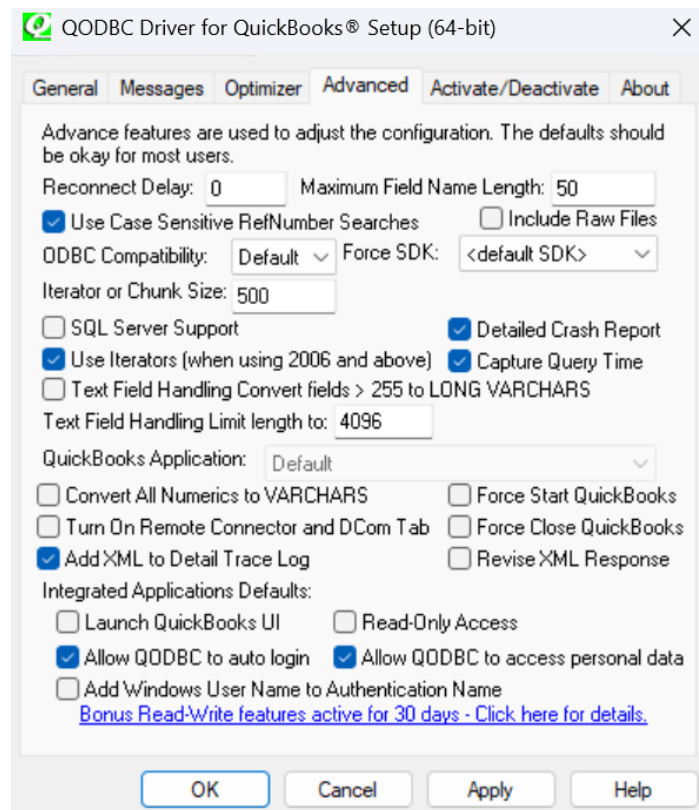 QODBC Driver for QuickBooks® Setup (64-bit)
General Messages Optimizer Advanced Activate/Deactivate About
Advance features are used to adjust the configuration. The defaults should
be okay for most users.
Reconnect Delay: 0 Maximum Field Name Length: 50
Use Case Sensitive RefNumber Searches Include Raw Files
ODBC Compatibility: Default Force SDK: <default SDK>
Iterator or Chunk Size: 500
SQL Server Support Detailed Crash Report
Use Iterators (when using 2006 and above) Capture Query Time
Text Field Handling Convert fields > 255 to LONG VARCHARS
Text Field Handling Limit length to: 4096
QuickBooks Application: Default
Convert All Numerics to VARCHARS Force Start QuickBooks
Turn On Remote Connector and DCom Tab Force Close QuickBooks
Add XML to Detail Trace Log Revise XML Response
Integrated Applications Defaults:
Launch QuickBooks UI Read-Only Access
Allow QODBC to auto login Allow QODBC to access personal data
Add Windows User Name to Authentication Name
Bonus Read-Write features active for 30 days - Click here for details.
OK Cancel Apply Help